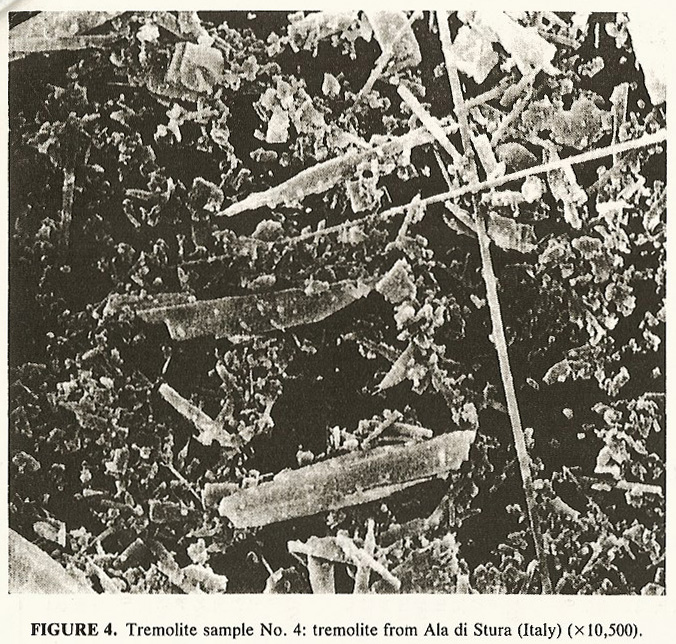 FIGURE 4. Tremolite sample No. 4: tremolite from Ala di Stura (Italy) (×10,500).